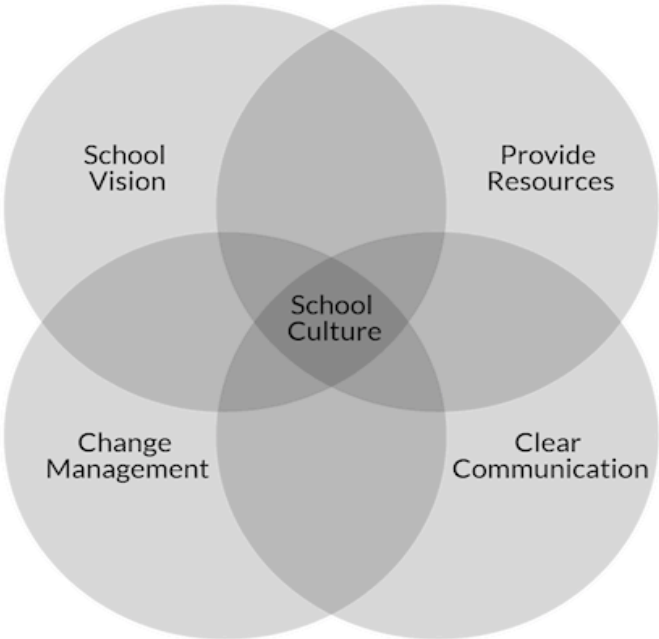 School
Vision
Provide
Resources
School
Culture
Change
Management
Clear
Communication